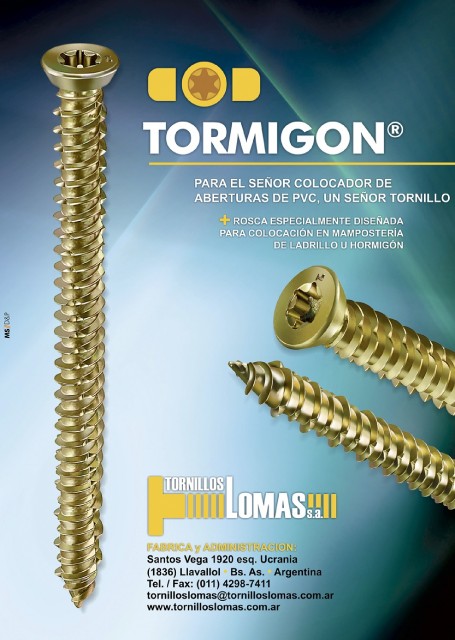 TORMIGON®
PARA EL SEÑOR COLOCADOR DE
ABERTURAS DE PVC, UN SEÑOR TORNILLO
+ ROSCA ESPECIALMENTE DISEÑADA
PARA COLOCACIÓN EN MAMPOSTERÍA
DE LADRILLO U HORMIGÓN
TORNILLOS
LOMAS s.a.
FABRICA y ADMINISTRACION:
Santos Vega 1920 esq. Ucrania
(1836) Llavallol • Bs. As. • Argentina
Tel. / Fax: (011) 4298-7411
tornilloslomas@tornilloslomas.com.ar
www.tornilloslomas.com.ar